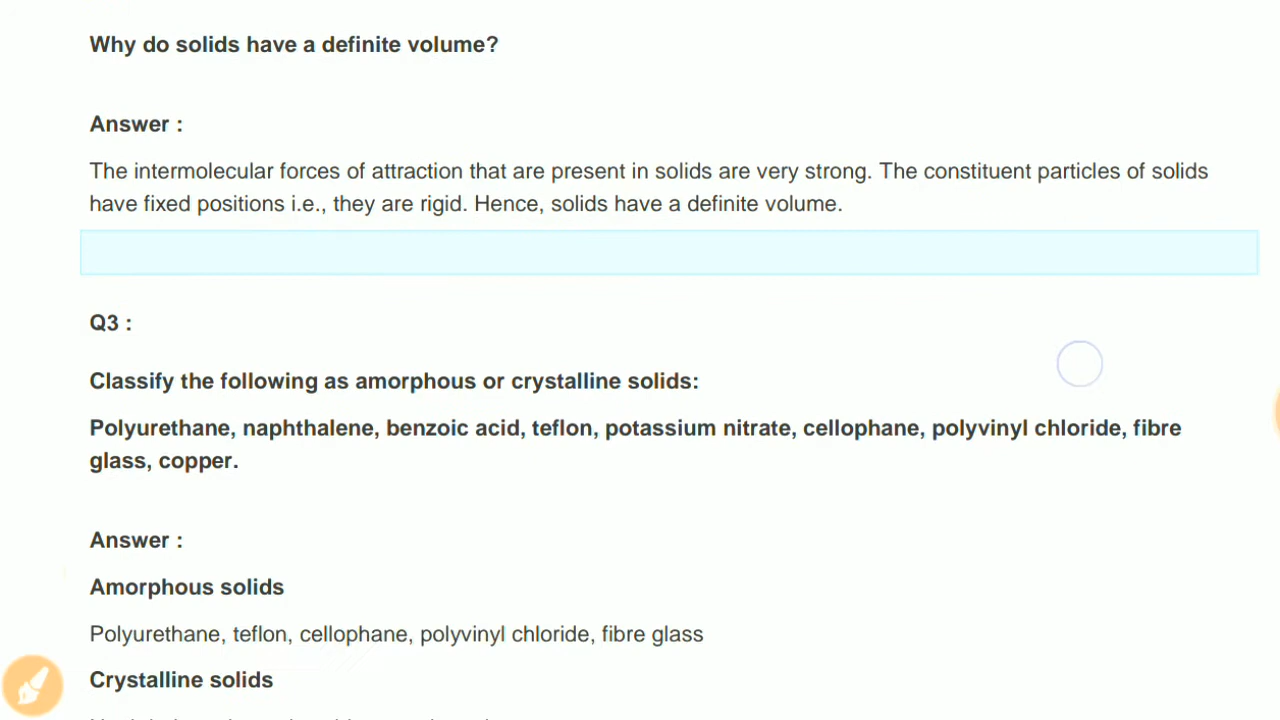 Why do solids have a definite volume?
Answer :
The intermolecular forces of attraction that are present in solids are very strong. The constituent particles of solids
have fixed positions i.e., they are rigid. Hence, solids have a definite volume.
Q3 :
Classify the following as amorphous or crystalline solids:
Polyurethane, naphthalene, benzoic acid, teflon, potassium nitrate, cellophane, polyvinyl chloride, fibre
glass, copper.
Answer :
Amorphous solids
Polyurethane, teflon, cellophane, polyvinyl chloride, fibre glass
Crystalline solids